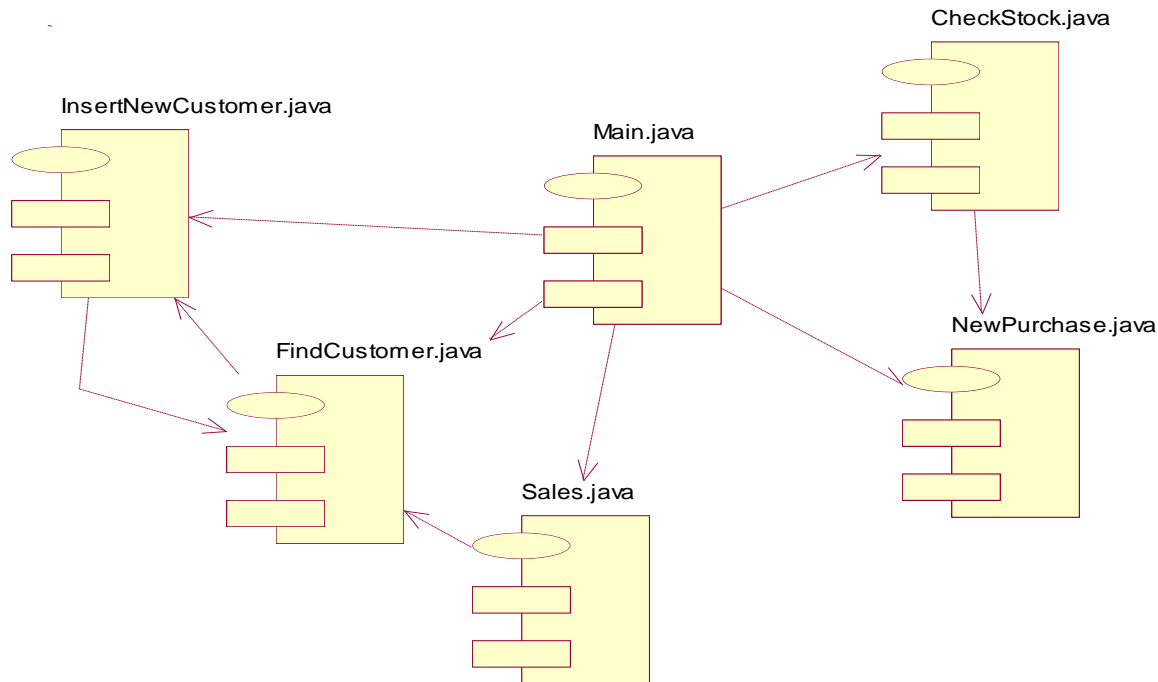 CheckStock.java
InsertNewCustomer.java
Main.java
NewPurchase.java
FindCustomer.java
Sales.java